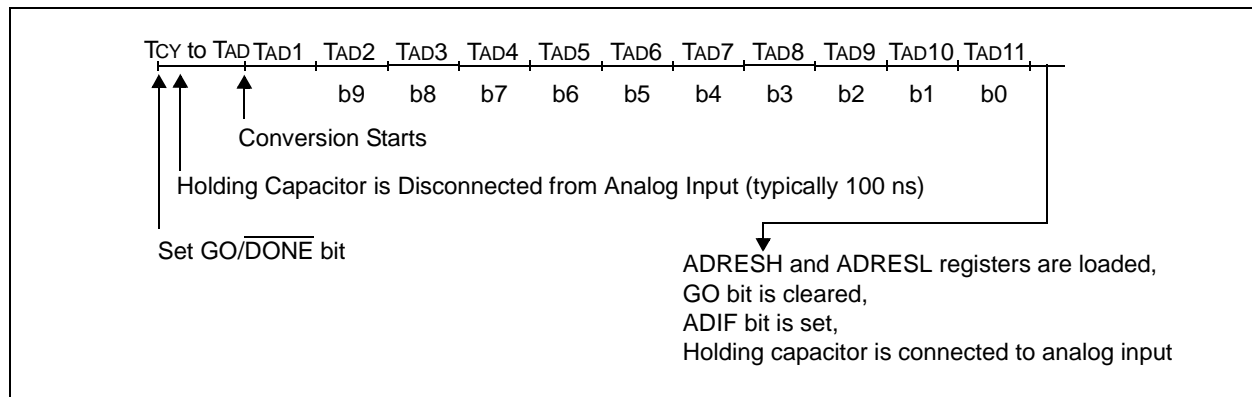 TCY to TAD TAD1 TAD2 TAD3 TAD4 TAD5 TAD6 TAD7 TAD8 TAD9 TAD10 TAD11
b9 b8 b7 b6 b5 b4 b3 b2 b1 b0
Conversion Starts
Holding Capacitor is Disconnected from Analog Input (typically 100 ns)
Set GO/DONE bit
ADRESH and ADRESL registers are loaded,
GO bit is cleared,
ADIF bit is set,
Holding capacitor is connected to analog input